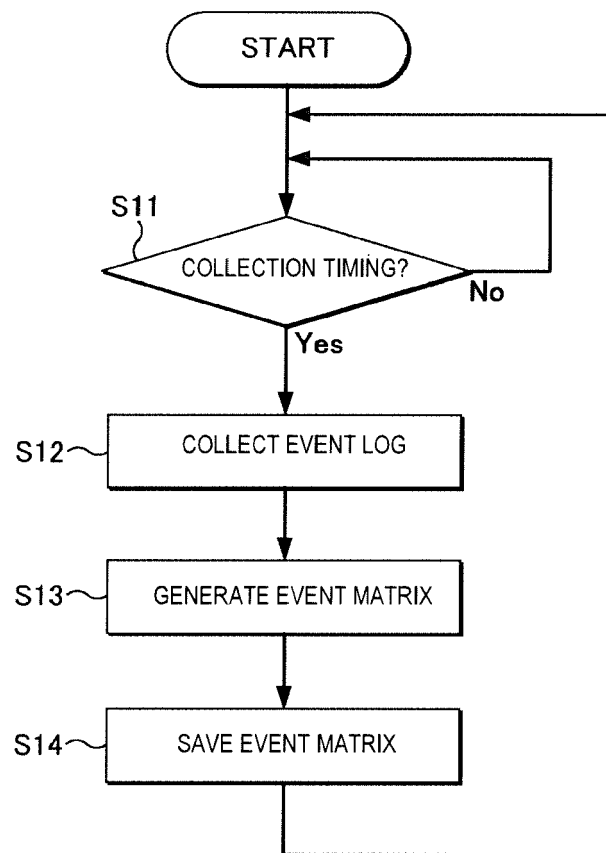 START
S11
COLLECTION TIMING?
No
Yes
S12
COLLECT EVENT LOG
S13
GENERATE EVENT MATRIX
S14
SAVE EVENT MATRIX